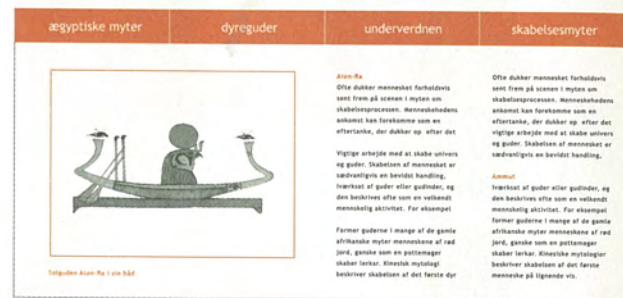 ægyptiske myter
dyreguder
underverdnen
skabelsesmyter
Solguden Aton-Ra i sin båd
Aton-Ra
Ofte dukker mennesket forholdsvis
sent frem på scenen i myten om
skabelsesprocessen. Menneskehedens
ankomst kan forekomme som en
eftertanke, der dukker op efter det
Vigtige arbejde med at skabe univers
og guder. Skabelsen af mennesket er
sædvanligvis en bevidst handling,
iværksat af guder eller gudinder, og
den beskrives ofte som en velkendt
menneskelig aktivitet. For eksempel
Former guderne i mange af de gamle
afrikanske myter menneskene af rød
jord, ganske som en pottemager
skaber lerkar. Kinesisk mytologi
beskriver skabelsen af det første dyr
Ofte dukker mennesket forholdsvis
sent frem på scenen i myten om
skabelsesprocessen. Menneskehedens
ankomst kan forekomme som en
eftertanke, der dukker op efter det
vigtige arbejde med at skabe univers
og guder. Skabelsen af mennesket er
sædvanligvis en bevidst handling,
Ammut
iværksat af guder eller gudinder, og
den beskrives ofte som en velkendt
menneskelig aktivitet. For eksempel
former guderne i mange af de gamle
afrikanske myter menneskene af rød
jord, ganske som en pottemager
skaber lerkar. Kinesiske mytologier
beskriver skabelsen af det første
menneske på lignende vis.